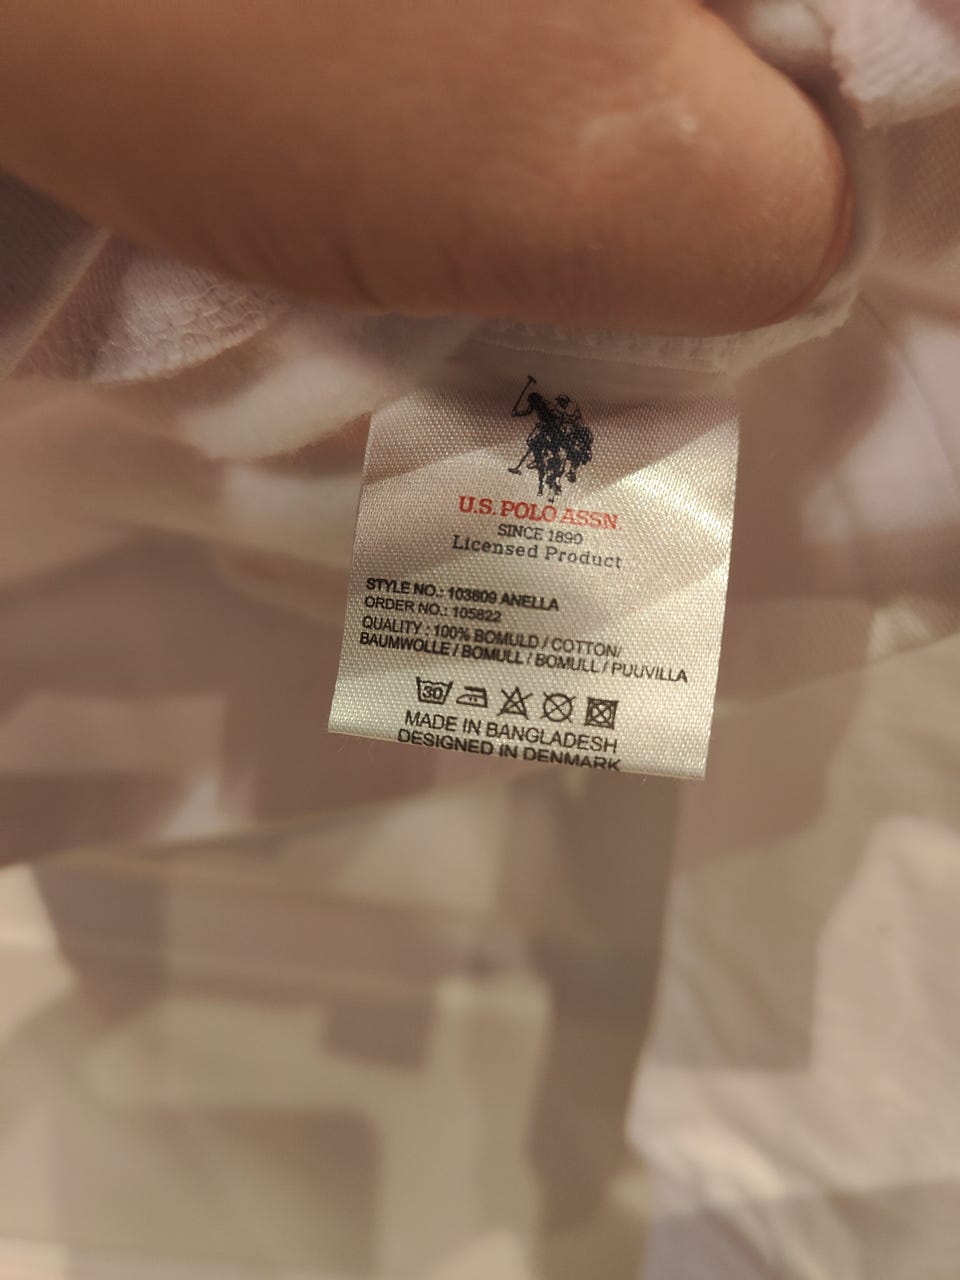 U.S. POLO ASSN.
SINCE 1890
Licensed Product
STYLE NO.: 103809 ANELLA
ORDER NO.: 105822
QUALITY : 100% BOMULD / COTTON/
BAUMWOLLE / BOMULL / BOMULL / PUUVILLA
30
MADE IN BANGLADESH
DESIGNED IN DENMARK